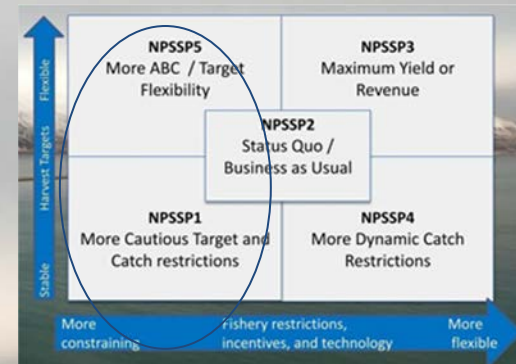 Flexible
Harvest Targets
Stable
NPSSP5
More ABC / Target
Flexibility
NPSSP3
Maximum Yield or
Revenue
NPSSP2
Status Quo /
Business as Usual
NPSSP1
More Cautious Target and
Catch restrictions
NPSSP4
More Dynamic Catch
Restrictions
More
constraining
Fishery restrictions,
incentives, and technology
More
flexible